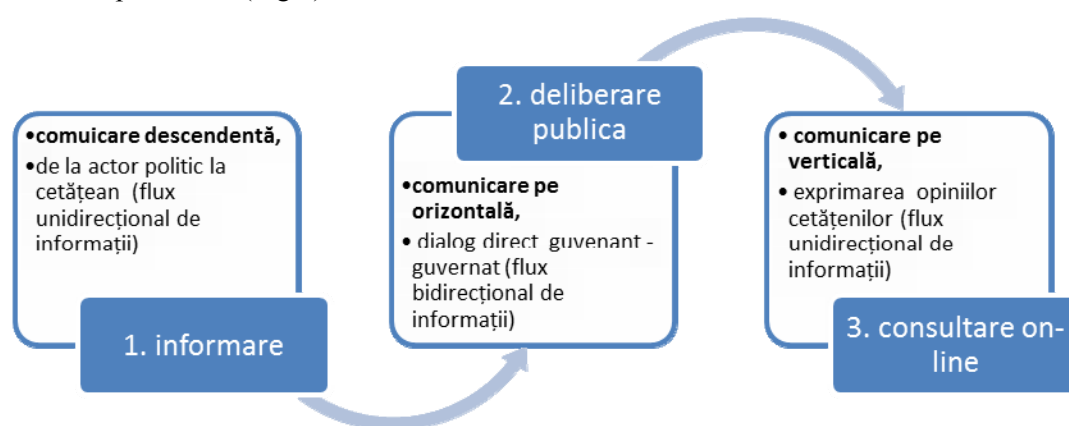 •comuicare descendentă,
•de la actor politic la
cetățean (flux
unidirecțional de
informații)
1. informare
2. deliberare
publica
•comunicare pe
orizontală,
• dialog direct guvenant -
guvernat (flux
bidirecțional de
informații)
• comunicare pe
verticală,
• exprimarea opiniilor
cetățenilor (flux
unidirecțional de
informații)
3. consultare on-
line